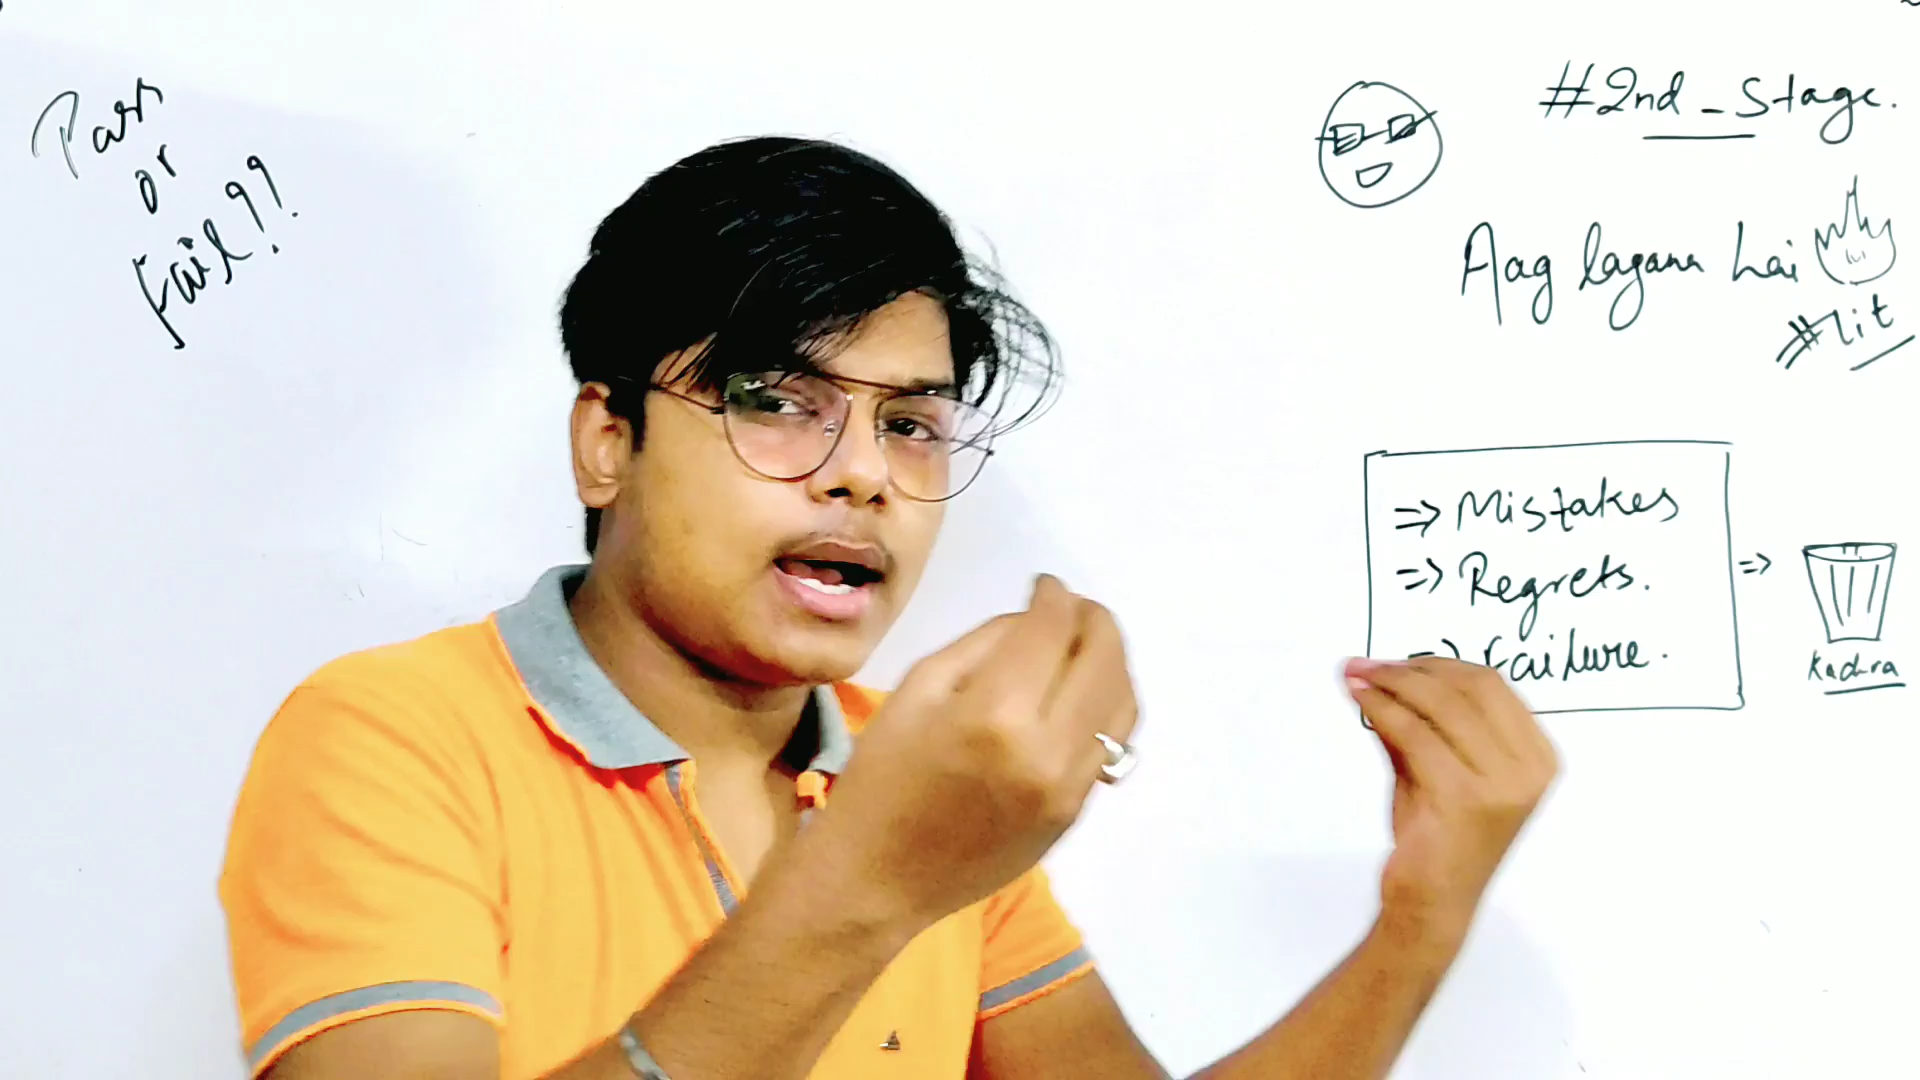 Pass
or
Fail??
#2nd_Stage.
Aag lagana hai
#lit
=> Mistakes
=> Regrets.
=> Failure.
=>
Kachra